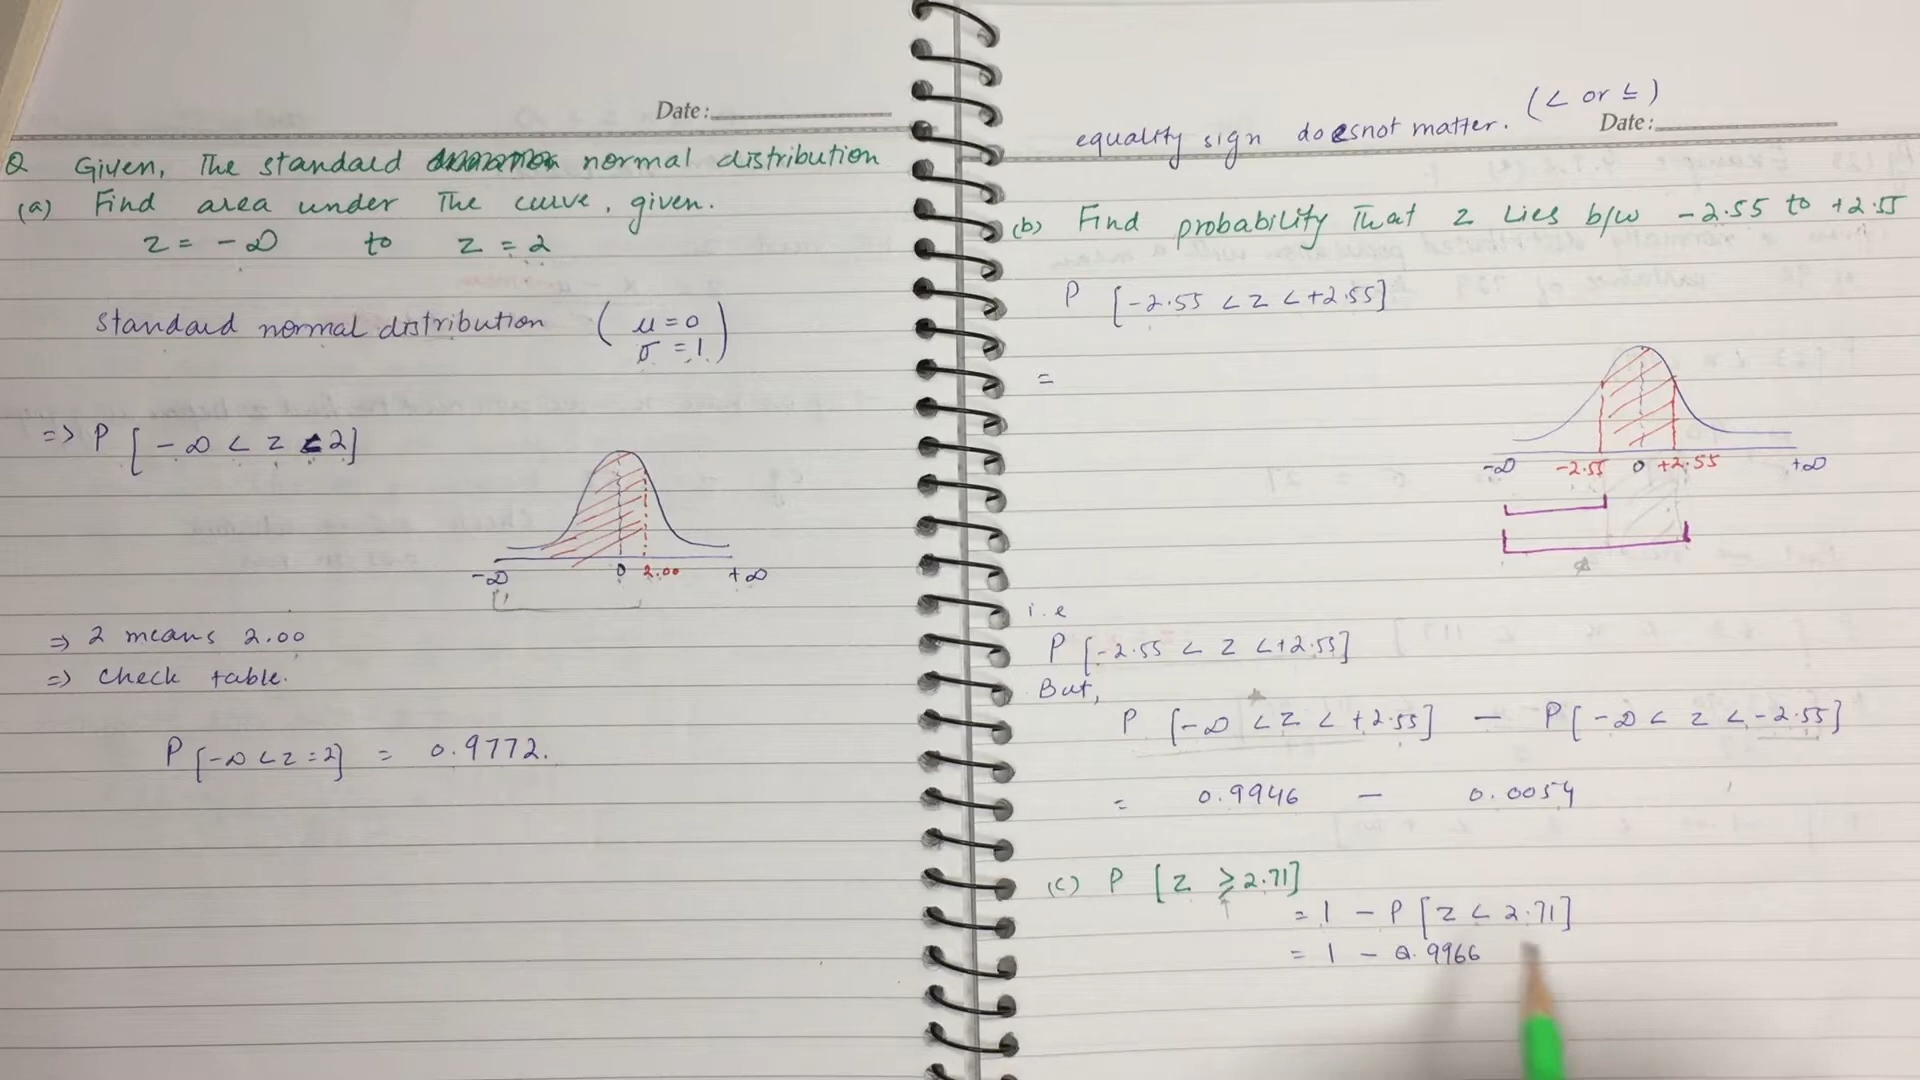 Date:
Q Given, The standard normal distribution
(a) Find area under The curve, given.
z = -∞ to z = 2
standard normal distribution ( μ = 0
σ = 1 )
=> P [ -∞ < z < 2]
-∞ 0 2.00 +∞
=> 2 means 2.00
=> check table.
P [-∞ < z = 2] = 0.9772.
(< or ≤)
equality sign doesnot matter.
Date:
(b) Find probability That z Lies b/w -2.55 to +2.55
P [-2.55 < z < +2.55]
=
-∞ -2.55 0 +2.55 +∞
i.e
P [-2.55 < z < +2.55]
But,
P [-∞ < z < +2.55] - P [-∞ < z < -2.55]
= 0.9946 - 0.0054
(c) P [z ≥ 2.71]
= 1 - P [z < 2.71]
= 1 - 0.9966